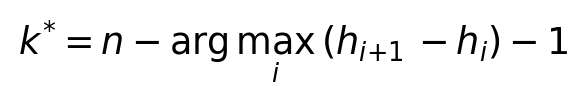 k* = n − arg max_i (h_{i+1} − h_i) − 1